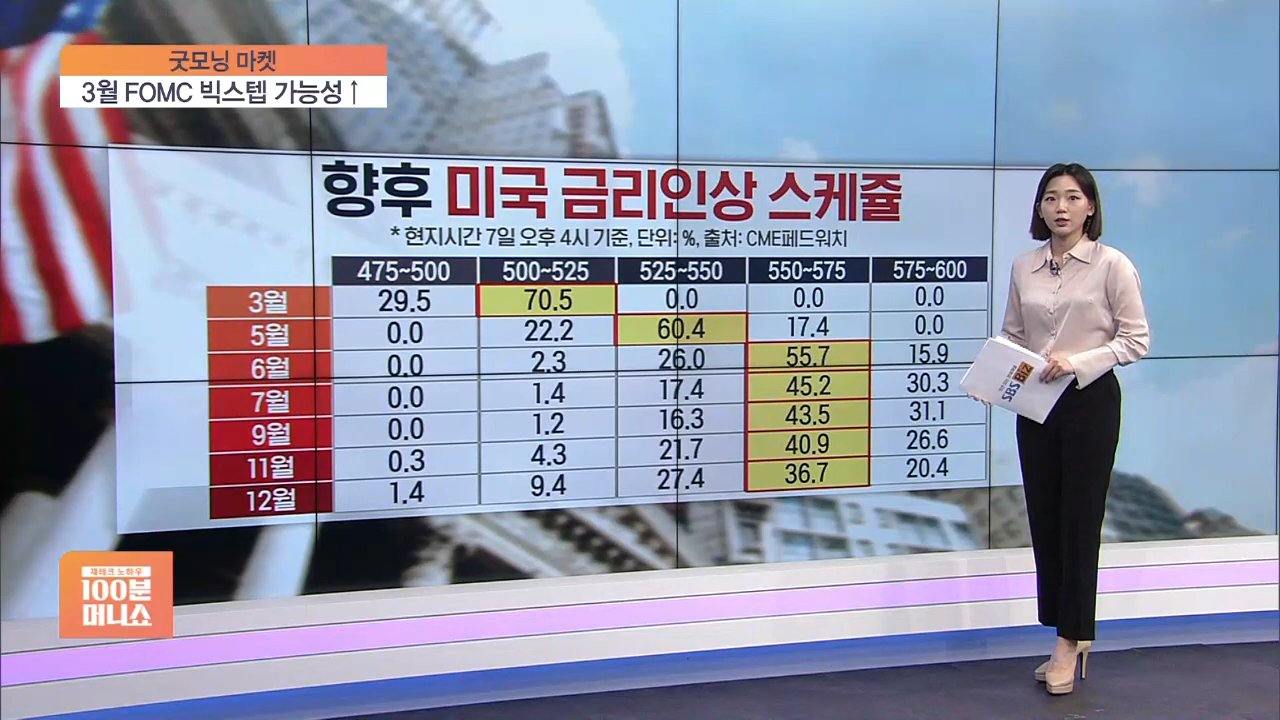 굿모닝 마켓
3월 FOMC 빅스텝 가능성↑
향후 미국 금리인상 스케쥴
* 현지시간 7일 오후 4시 기준, 단위: %, 출처: CME페드워치
475~500 500~525 525~550 550~575 575~600
3월 29.5 70.5 0.0 0.0 0.0
5월 0.0 22.2 60.4 17.4 0.0
6월 0.0 2.3 26.0 55.7 15.9
7월 0.0 1.4 17.4 45.2 30.3
9월 0.0 1.2 16.3 43.5 31.1
11월 0.3 4.3 21.7 40.9 26.6
12월 1.4 9.4 27.4 36.7 20.4
SBS Biz
재테크 노하우
100분
머니쇼